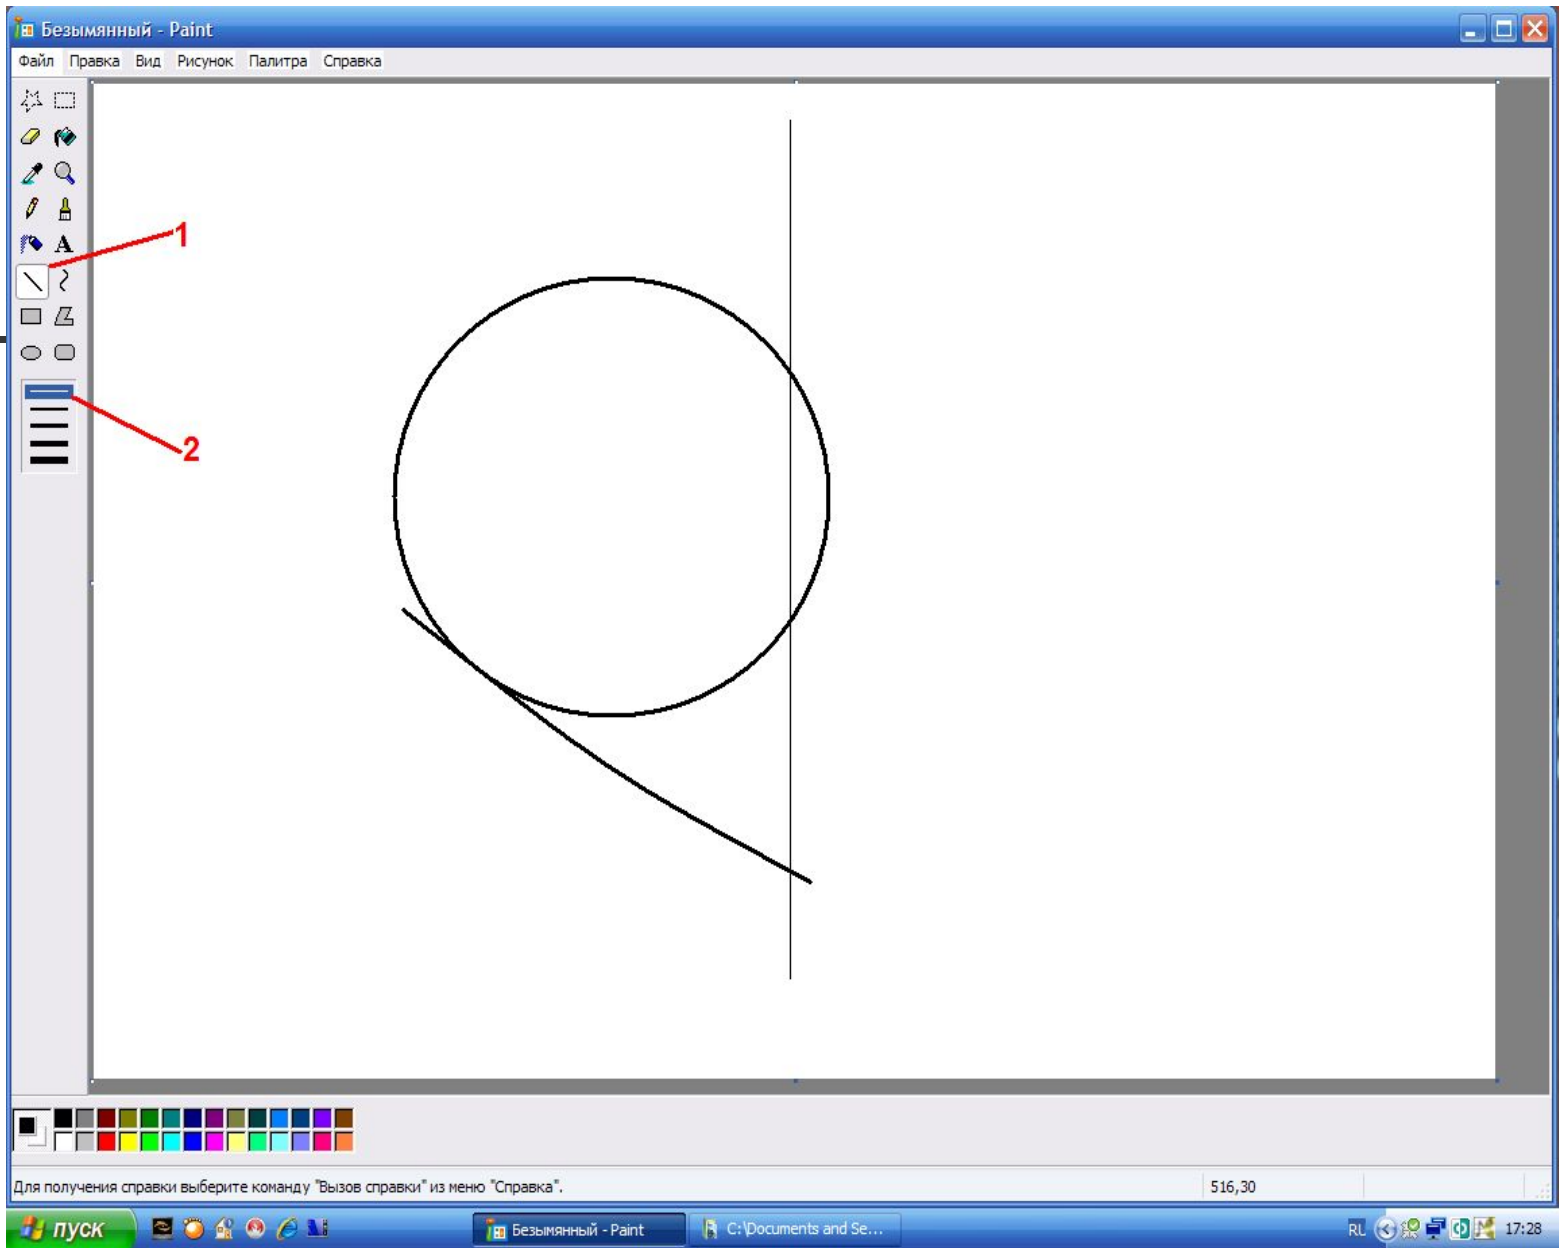 Безымянный - Paint
Файл Правка Вид Рисунок Палитра Справка
1
A
2
Для получения справки выберите команду "Вызов справки" из меню "Справка".
516,30
пуск
Безымянный - Paint
C:\Documents and Se...
RL
17:28